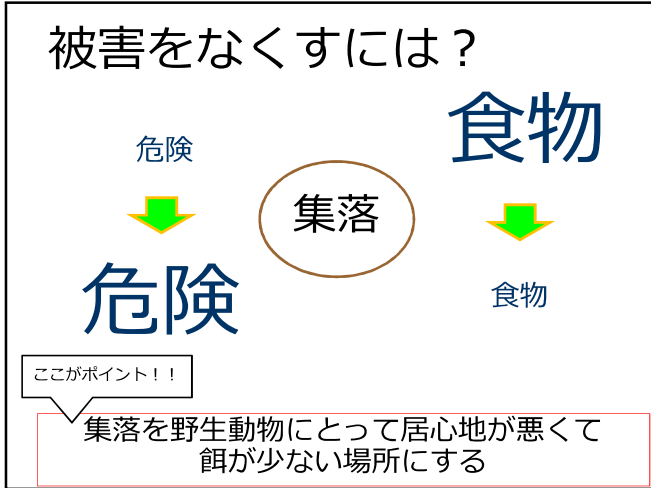 被害をなくすには？
危険
食物
集落
危険
食物
ここがポイント！！
集落を野生動物にとって居心地が悪くて
餌が少ない場所にする